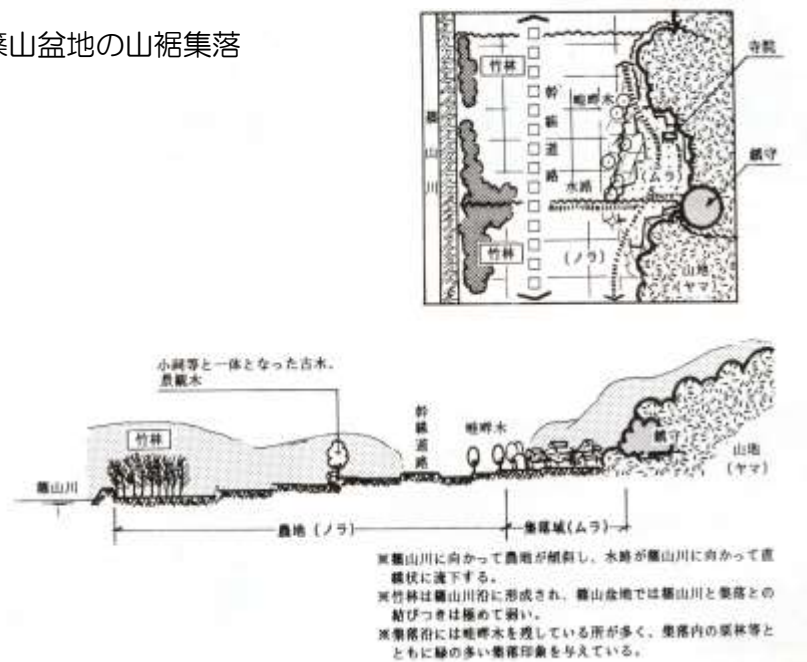 篠山盆地の山裾集落
寺院
竹林
畦畔木
篠山川
幹線道路
鎮守
(ムラ)
水路
竹林
(ノラ)
山地
(ヤマ)
小祠等と一体となった古木、
景観木
幹線道路
畦畔木
竹林
鎮守
山地
(ヤマ)
篠山川
農地(ノラ)
集落域(ムラ)
※篠山川に向かって農地が傾斜し、水路が篠山川に向かって直
線状に流下する。
※竹林は篠山川沿に形成され、篠山盆地では篠山川と集落との
結びつきは極めて弱い。
※集落沿には畦畔木を残している所が多く、集落内の栗林等と
ともに緑の多い集落印象を与えている。